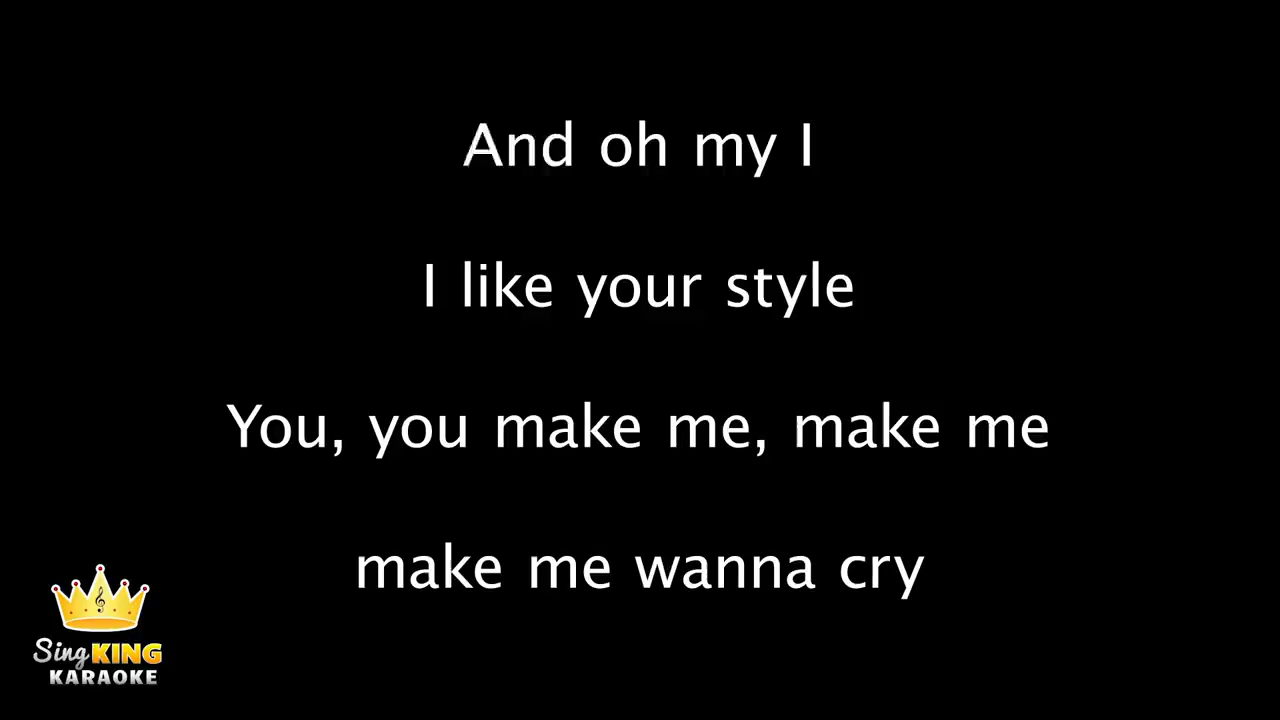 And oh my I
I like your style
You, you make me, make me
make me wanna cry
Sing KING
KARAOKE